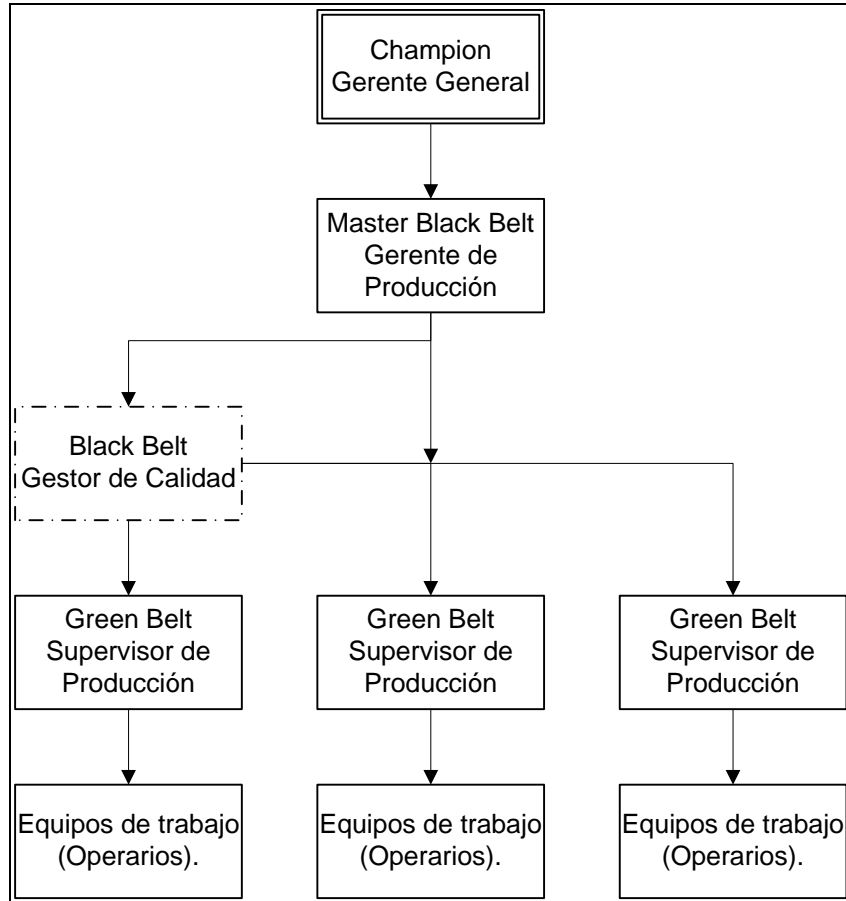 Champion
Gerente General
Master Black Belt
Gerente de
Producción
Black Belt
Gestor de Calidad
Green Belt
Supervisor de
Producción
Green Belt
Supervisor de
Producción
Green Belt
Supervisor de
Producción
Equipos de trabajo
(Operarios).
Equipos de trabajo
(Operarios).
Equipos de trabajo
(Operarios).